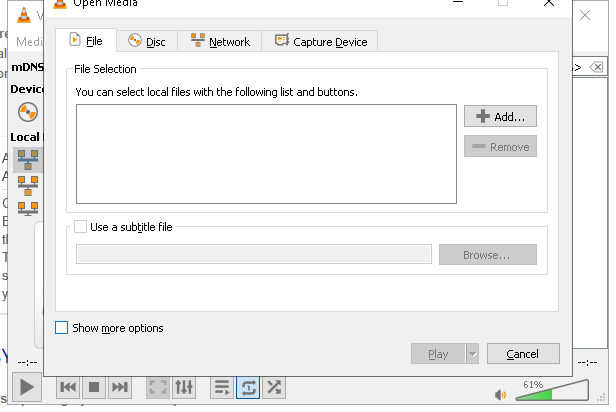 Open Media
Medi
mDNS
Device
Local
File
Disc
Network
Capture Device
File Selection
You can select local files with the following list and buttons.
Add...
Remove
Use a subtitle file
Browse...
Show more options
Play
Cancel
--:--
--:--
61%